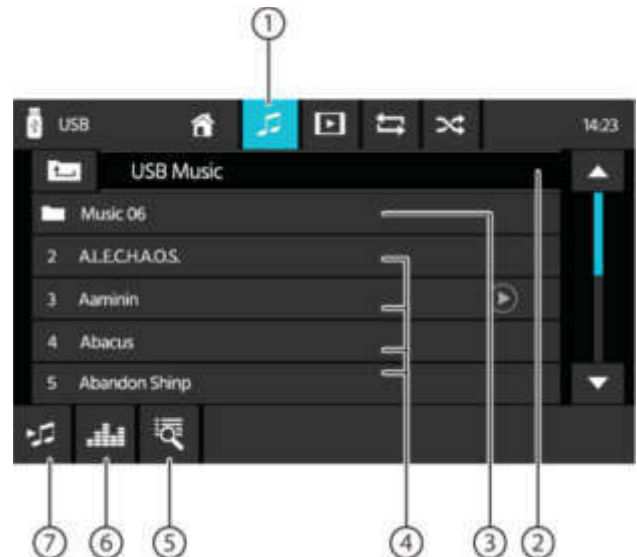 1
USB 14:23
USB Music
Music 06
2 A.L.E.C.H.A.O.S.
3 Aaminin
4 Abacus
5 Abandon Shinp
7 6 5 4 3 2